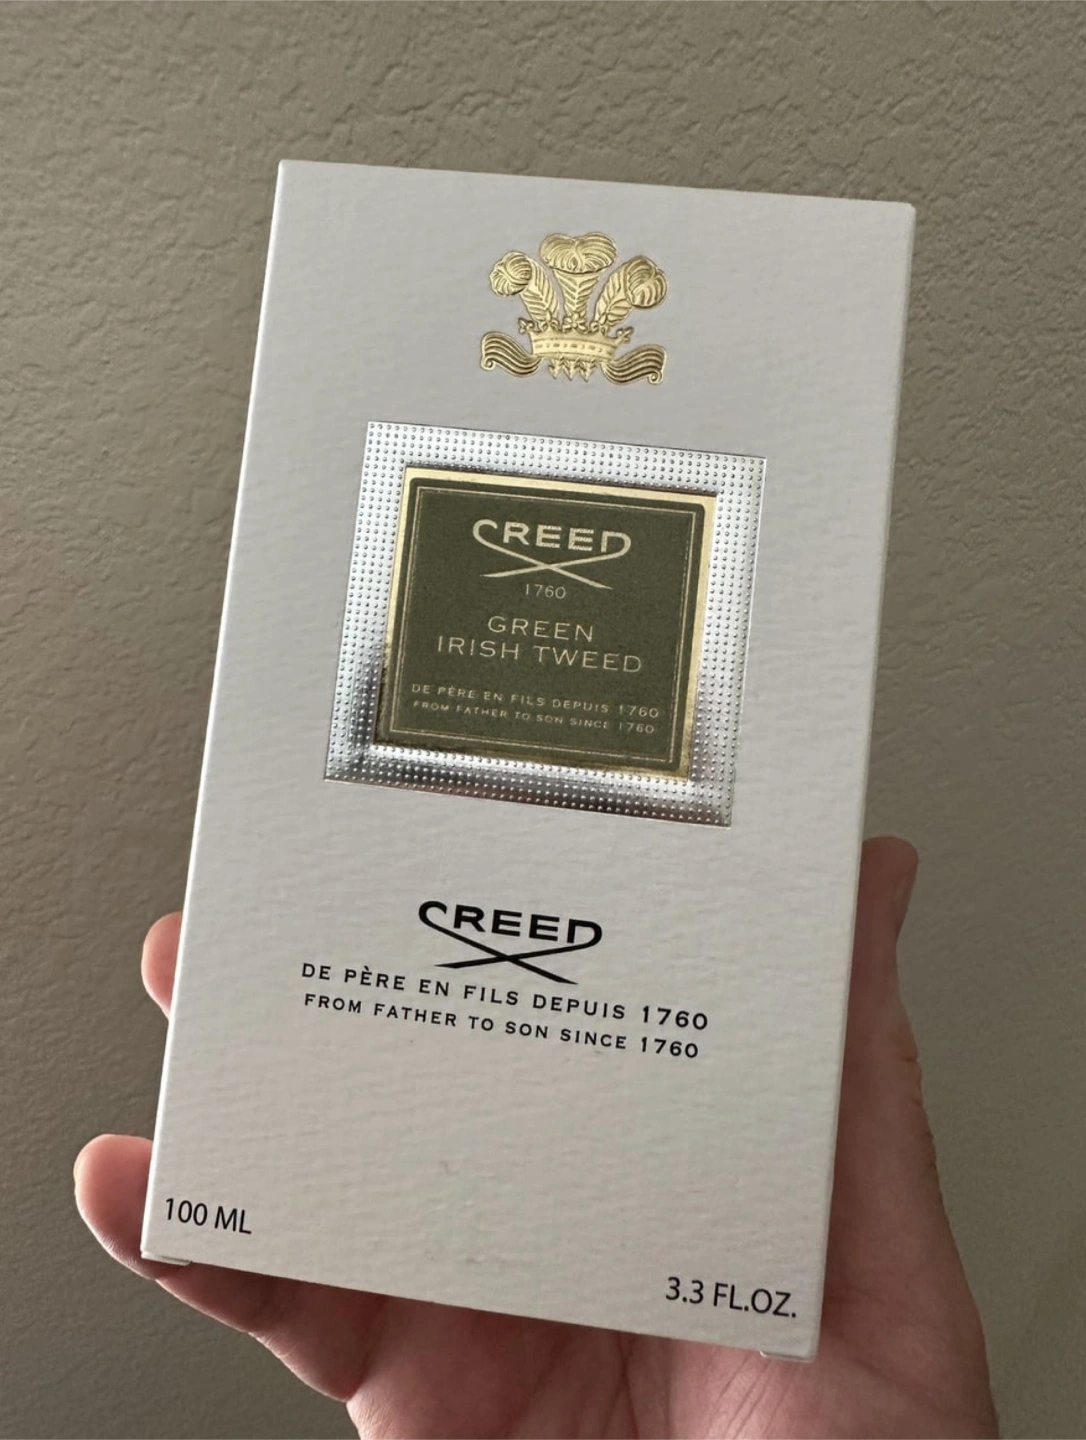 CREED
1760
GREEN
IRISH TWEED
DE PÈRE EN FILS DEPUIS 1760
FROM FATHER TO SON SINCE 1760
CREED
DE PÈRE EN FILS DEPUIS 1760
FROM FATHER TO SON SINCE 1760
100 ML
3.3 FL.OZ.